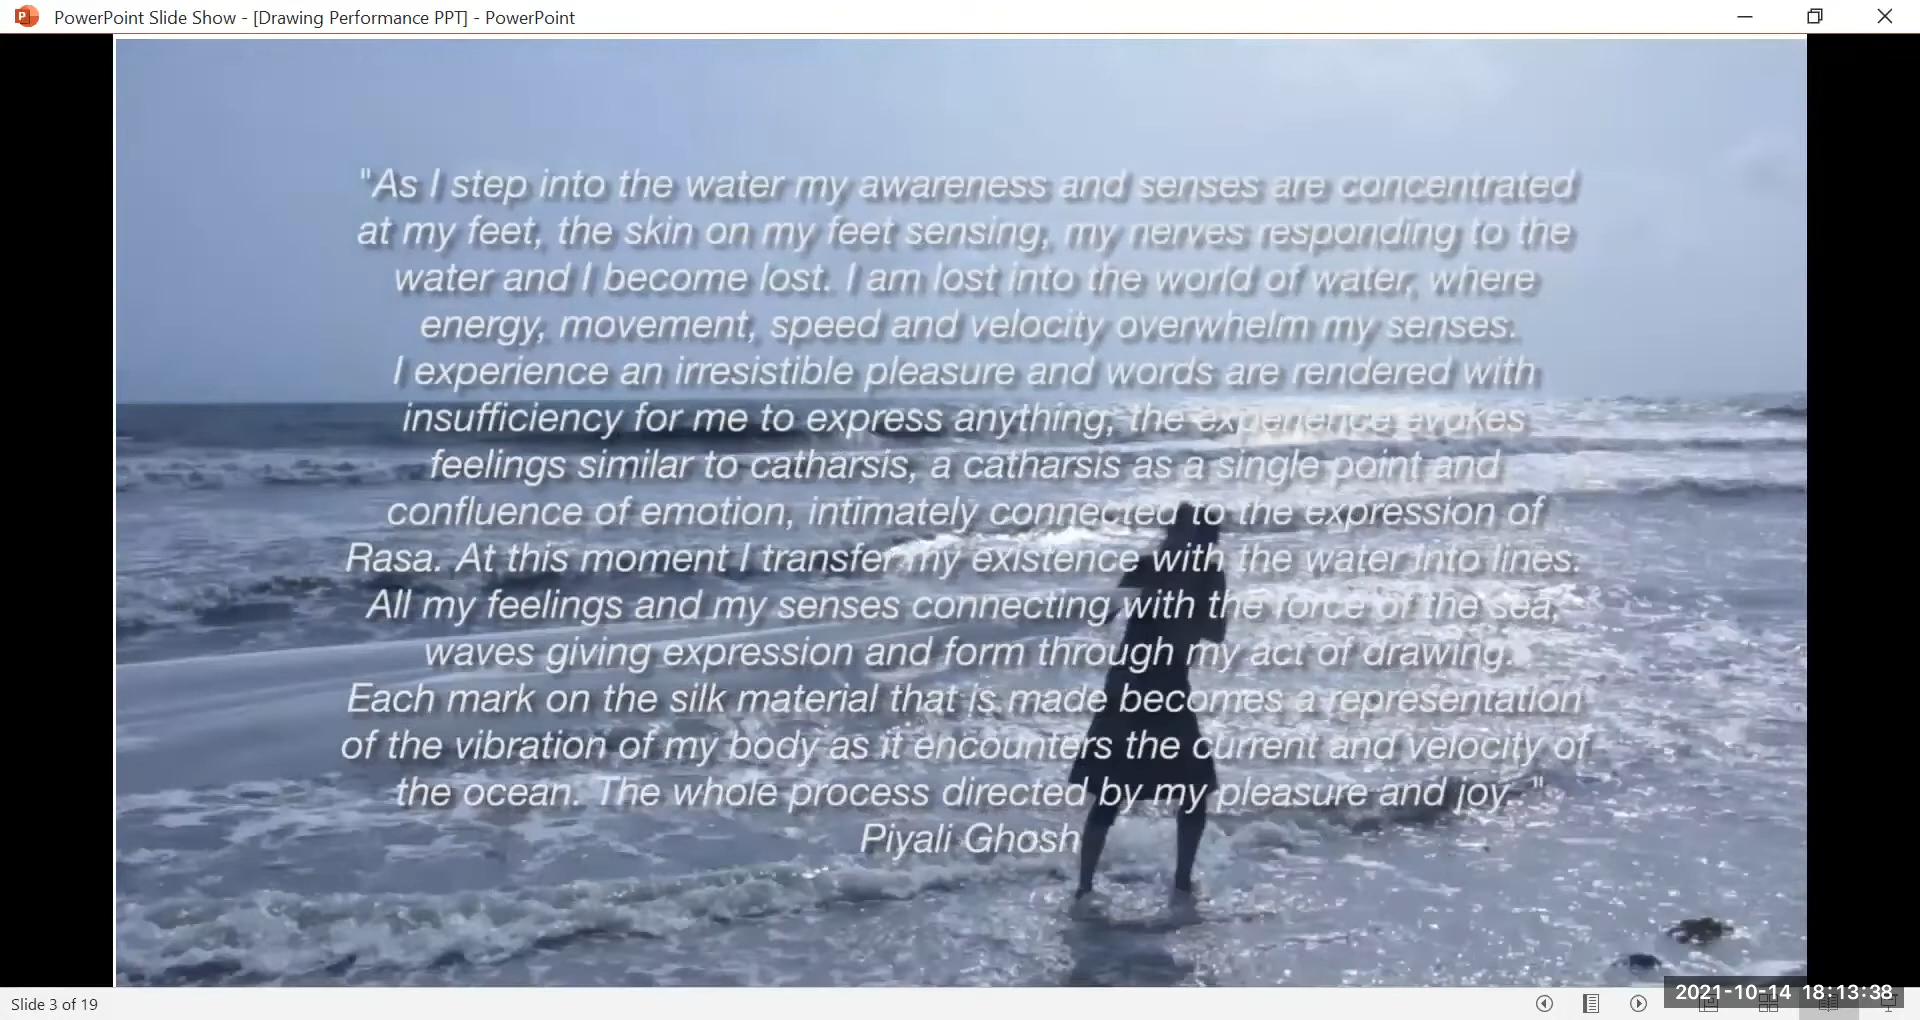 PowerPoint Slide Show - [Drawing Performance PPT] - PowerPoint
"As I step into the water my awareness and senses are concentrated
at my feet, the skin on my feet sensing, my nerves responding to the
water and I become lost. I am lost into the world of water, where
energy, movement, speed and velocity overwhelm my senses.
I experience an irresistible pleasure and words are rendered with
insufficiency for me to express anything, the experience evokes
feelings similar to catharsis, a catharsis as a single point and
confluence of emotion, intimately connected to the expression of
Rasa. At this moment I transfer my existence with the water into lines.
All my feelings and my senses connecting with the force of the sea,
waves giving expression and form through my act of drawing.
Each mark on the silk material that is made becomes a representation
of the vibration of my body as it encounters the current and velocity of
the ocean. The whole process directed by my pleasure and joy. "
Piyali Ghosh
Slide 3 of 19
2021-10-14 18:13:38